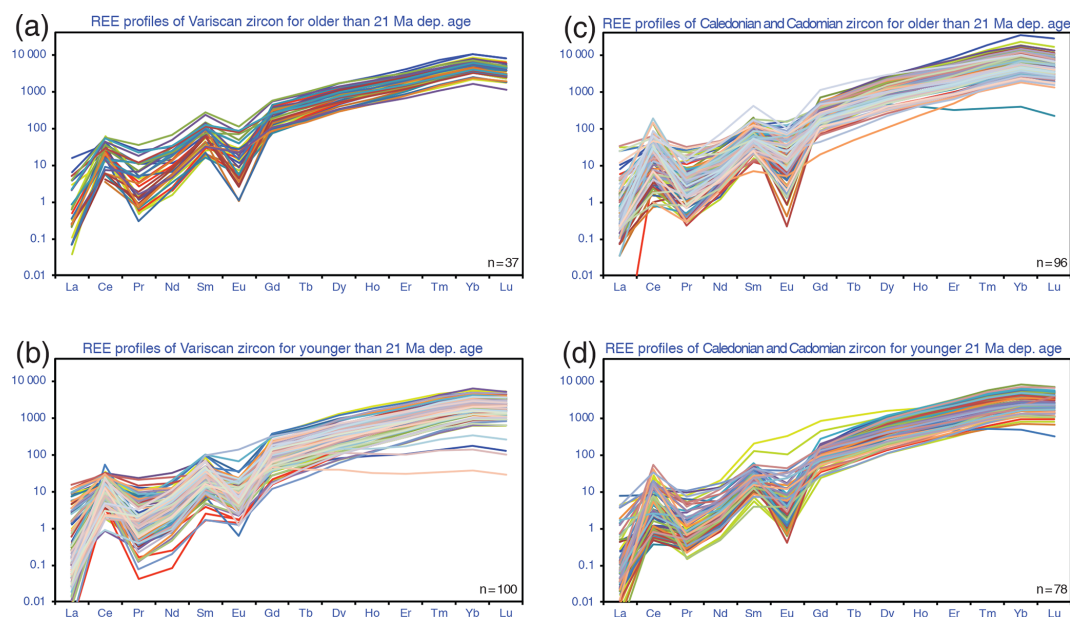 (a)
REE profiles of Variscan zircon for older than 21 Ma dep. age
10 000
1000
100
10
1
0.1
0.01
n=37
La Ce Pr Nd Sm Eu Gd Tb Dy Ho Er Tm Yb Lu
(c)
REE profiles of Caledonian and Cadomian zircon for older than 21 Ma dep. age
10 000
1000
100
10
1
0.1
0.01
n=96
La Ce Pr Nd Sm Eu Gd Tb Dy Ho Er Tm Yb Lu
(b)
REE profiles of Variscan zircon for younger than 21 Ma dep. age
10 000
1000
100
10
1
0.1
0.01
n=100
La Ce Pr Nd Sm Eu Gd Tb Dy Ho Er Tm Yb Lu
(d)
REE profiles of Caledonian and Cadomian zircon for younger 21 Ma dep. age
10 000
1000
100
10
1
0.1
0.01
n=78
La Ce Pr Nd Sm Eu Gd Tb Dy Ho Er Tm Yb Lu